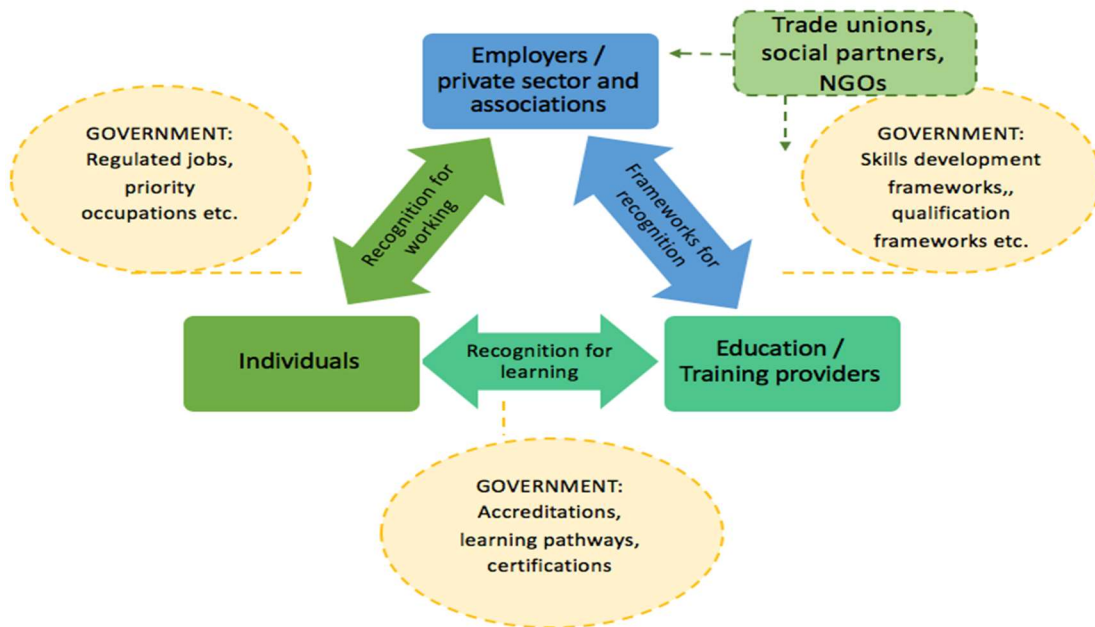 Employers /
private sector and
associations
Trade unions,
social partners,
NGOs
GOVERNMENT:
Regulated jobs,
priority
occupations etc.
GOVERNMENT:
Skills development
frameworks,,
qualification
frameworks etc.
Recognition for
working
Frameworks for
recognition
Individuals
Recognition for
learning
Education /
Training providers
GOVERNMENT:
Accreditations,
learning pathways,
certifications